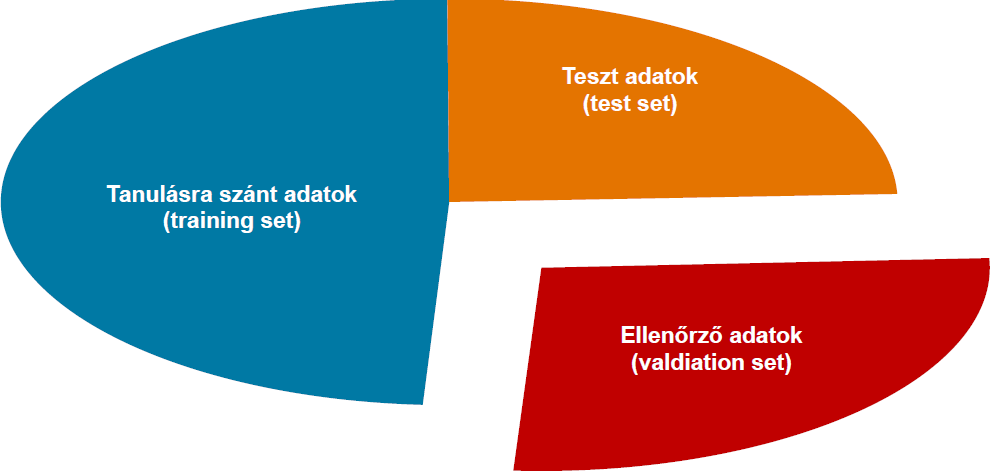 Teszt adatok
(test set)
Tanulásra szánt adatok
(training set)
Ellenőrző adatok
(valdiation set)